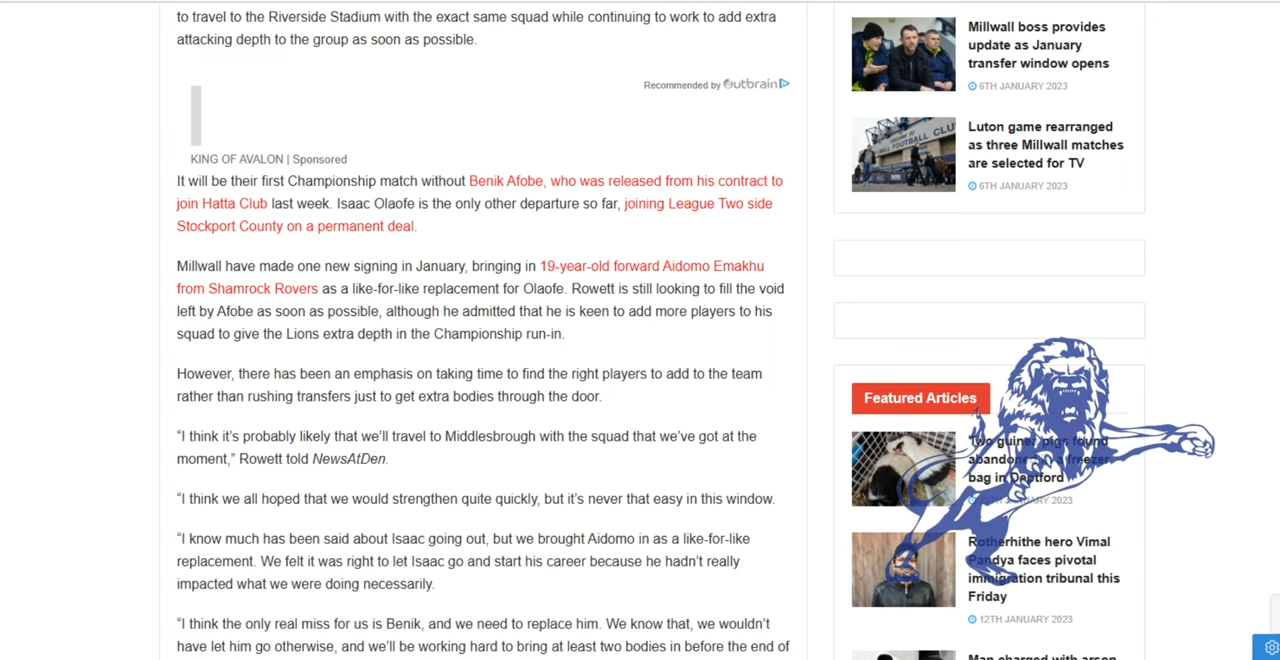 to travel to the Riverside Stadium with the exact same squad while continuing to work to add extra
attacking depth to the group as soon as possible.
Recommended by Outbrain
KING OF AVALON | Sponsored
It will be their first Championship match without Benik Afobe, who was released from his contract to
join Hatta Club last week. Isaac Olaofe is the only other departure so far, joining League Two side
Stockport County on a permanent deal.
Millwall have made one new signing in January, bringing in 19-year-old forward Aidomo Emakhu
from Shamrock Rovers as a like-for-like replacement for Olaofe. Rowett is still looking to fill the void
left by Afobe as soon as possible, although he admitted that he is keen to add more players to his
squad to give the Lions extra depth in the Championship run-in.
However, there has been an emphasis on taking time to find the right players to add to the team
rather than rushing transfers just to get extra bodies through the door.
“I think it’s probably likely that we’ll travel to Middlesbrough with the squad that we’ve got at the
moment,” Rowett told NewsAtDen.
“I think we all hoped that we would strengthen quite quickly, but it’s never that easy in this window.
“I know much has been said about Isaac going out, but we brought Aidomo in as a like-for-like
replacement. We felt it was right to let Isaac go and start his career because he hadn’t really
impacted what we were doing necessarily.
“I think the only real miss for us is Benik, and we need to replace him. We know that, we wouldn’t
have let him go otherwise, and we’ll be working hard to bring at least two bodies in before the end of
Millwall boss provides
update as January
transfer window opens
6TH JANUARY 2023
Luton game rearranged
as three Millwall matches
are selected for TV
6TH JANUARY 2023
Featured Articles
Two guinea pigs found
abandoned in a freezer
bag in Deptford
12TH JANUARY 2023
Rotherhithe hero Vimal
Pandya faces pivotal
immigration tribunal this
Friday
12TH JANUARY 2023
Man charged with arson